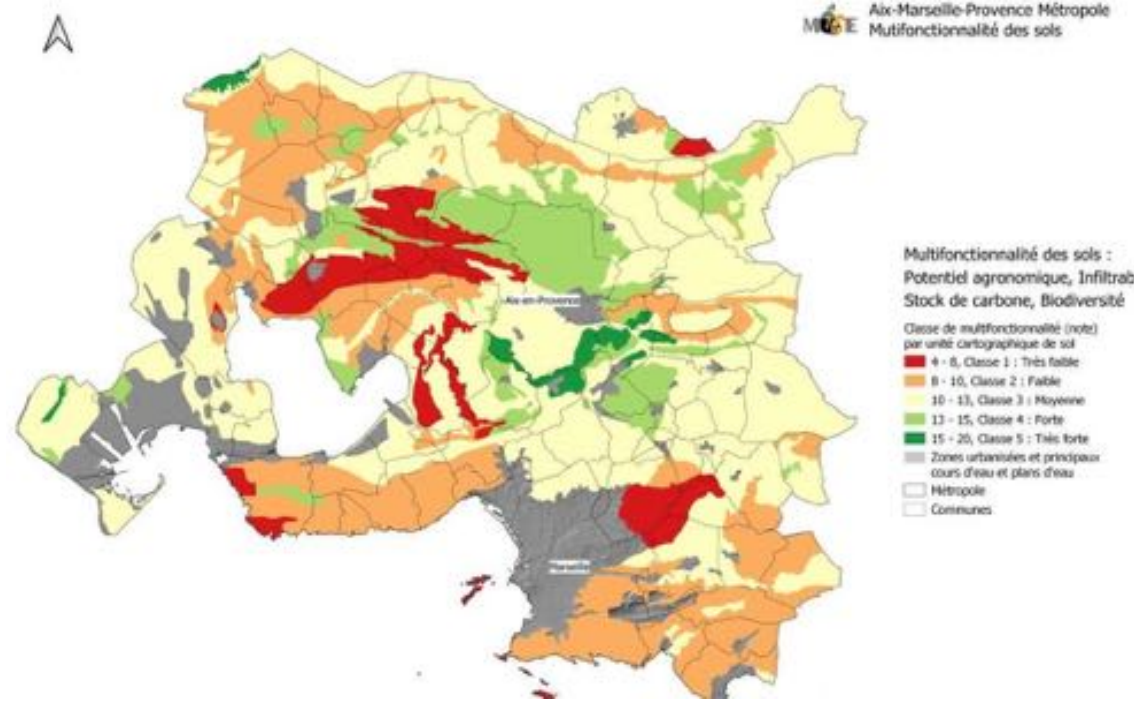 Aix-Marseille-Provence Métropole
Mutifonctionnalité des sols
Aix-en-Provence
Marseille
Multifonctionnalité des sols :
Potentiel agronomique, Infiltrab
Stock de carbone, Biodiversité
Classe de multifonctionnalité (note)
par unité cartographique de sol
4 - 8, Classe 1 : Très faible
8 - 10, Classe 2 : Faible
10 - 13, Classe 3 : Moyenne
13 - 15, Classe 4 : Forte
15 - 20, Classe 5 : Très forte
Zones urbanisées et principaux
cours d'eau et plans d'eau
Métropole
Communes